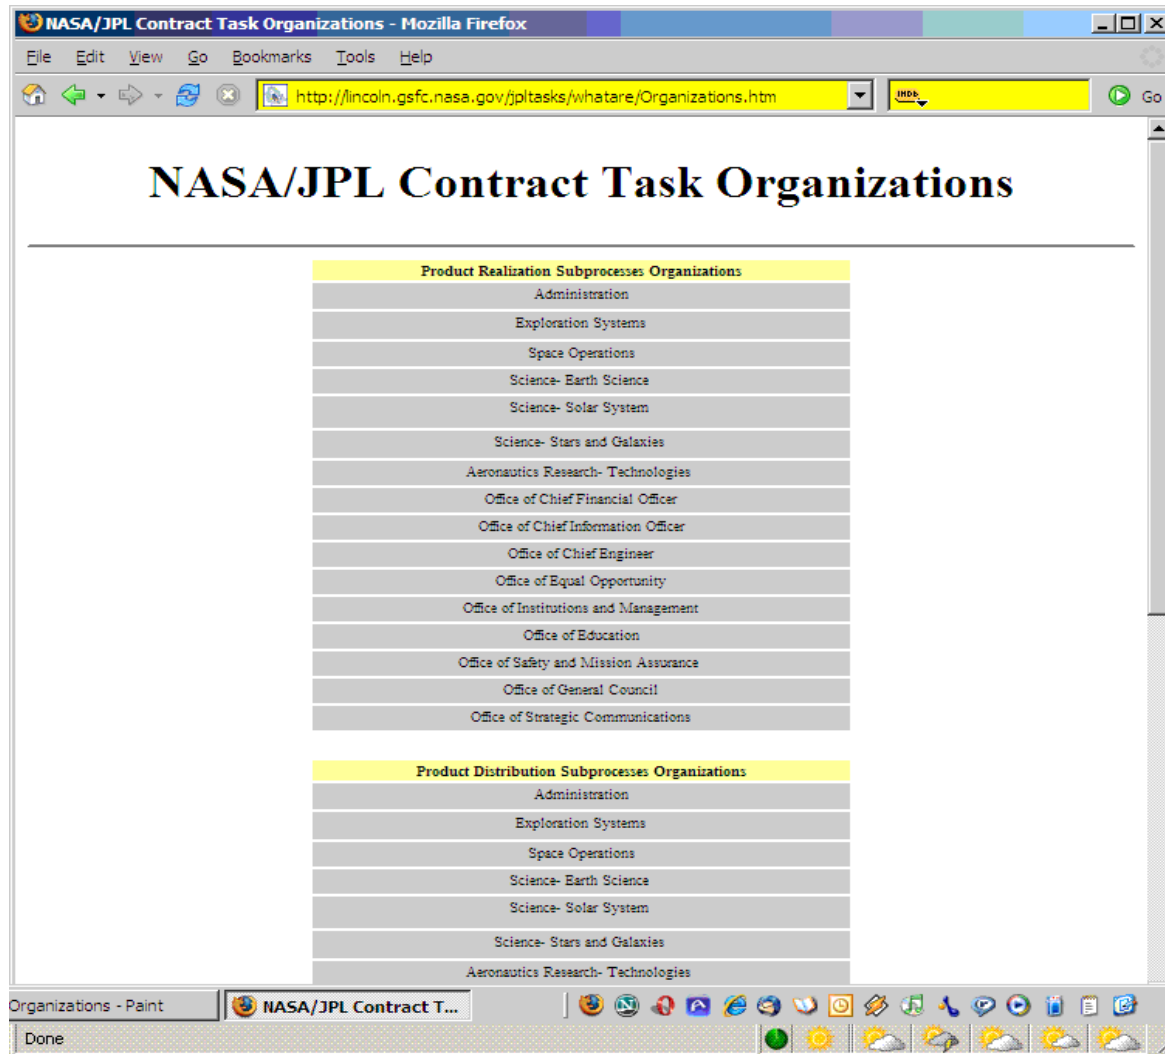 NASA/JPL Contract Task Organizations - Mozilla Firefox
File Edit View Go Bookmarks Tools Help
http://lincoln.gsfc.nasa.gov/jpltasks/whatare/Organizations.htm IMDb Go
NASA/JPL Contract Task Organizations
Product Realization Subprocesses Organizations
Administration
Exploration Systems
Space Operations
Science- Earth Science
Science- Solar System
Science- Stars and Galaxies
Aeronautics Research- Technologies
Office of Chief Financial Officer
Office of Chief Information Officer
Office of Chief Engineer
Office of Equal Opportunity
Office of Institutions and Management
Office of Education
Office of Safety and Mission Assurance
Office of General Council
Office of Strategic Communications
Product Distribution Subprocesses Organizations
Administration
Exploration Systems
Space Operations
Science- Earth Science
Science- Solar System
Science- Stars and Galaxies
Aeronautics Research- Technologies
Organizations - Paint NASA/JPL Contract T...
Done